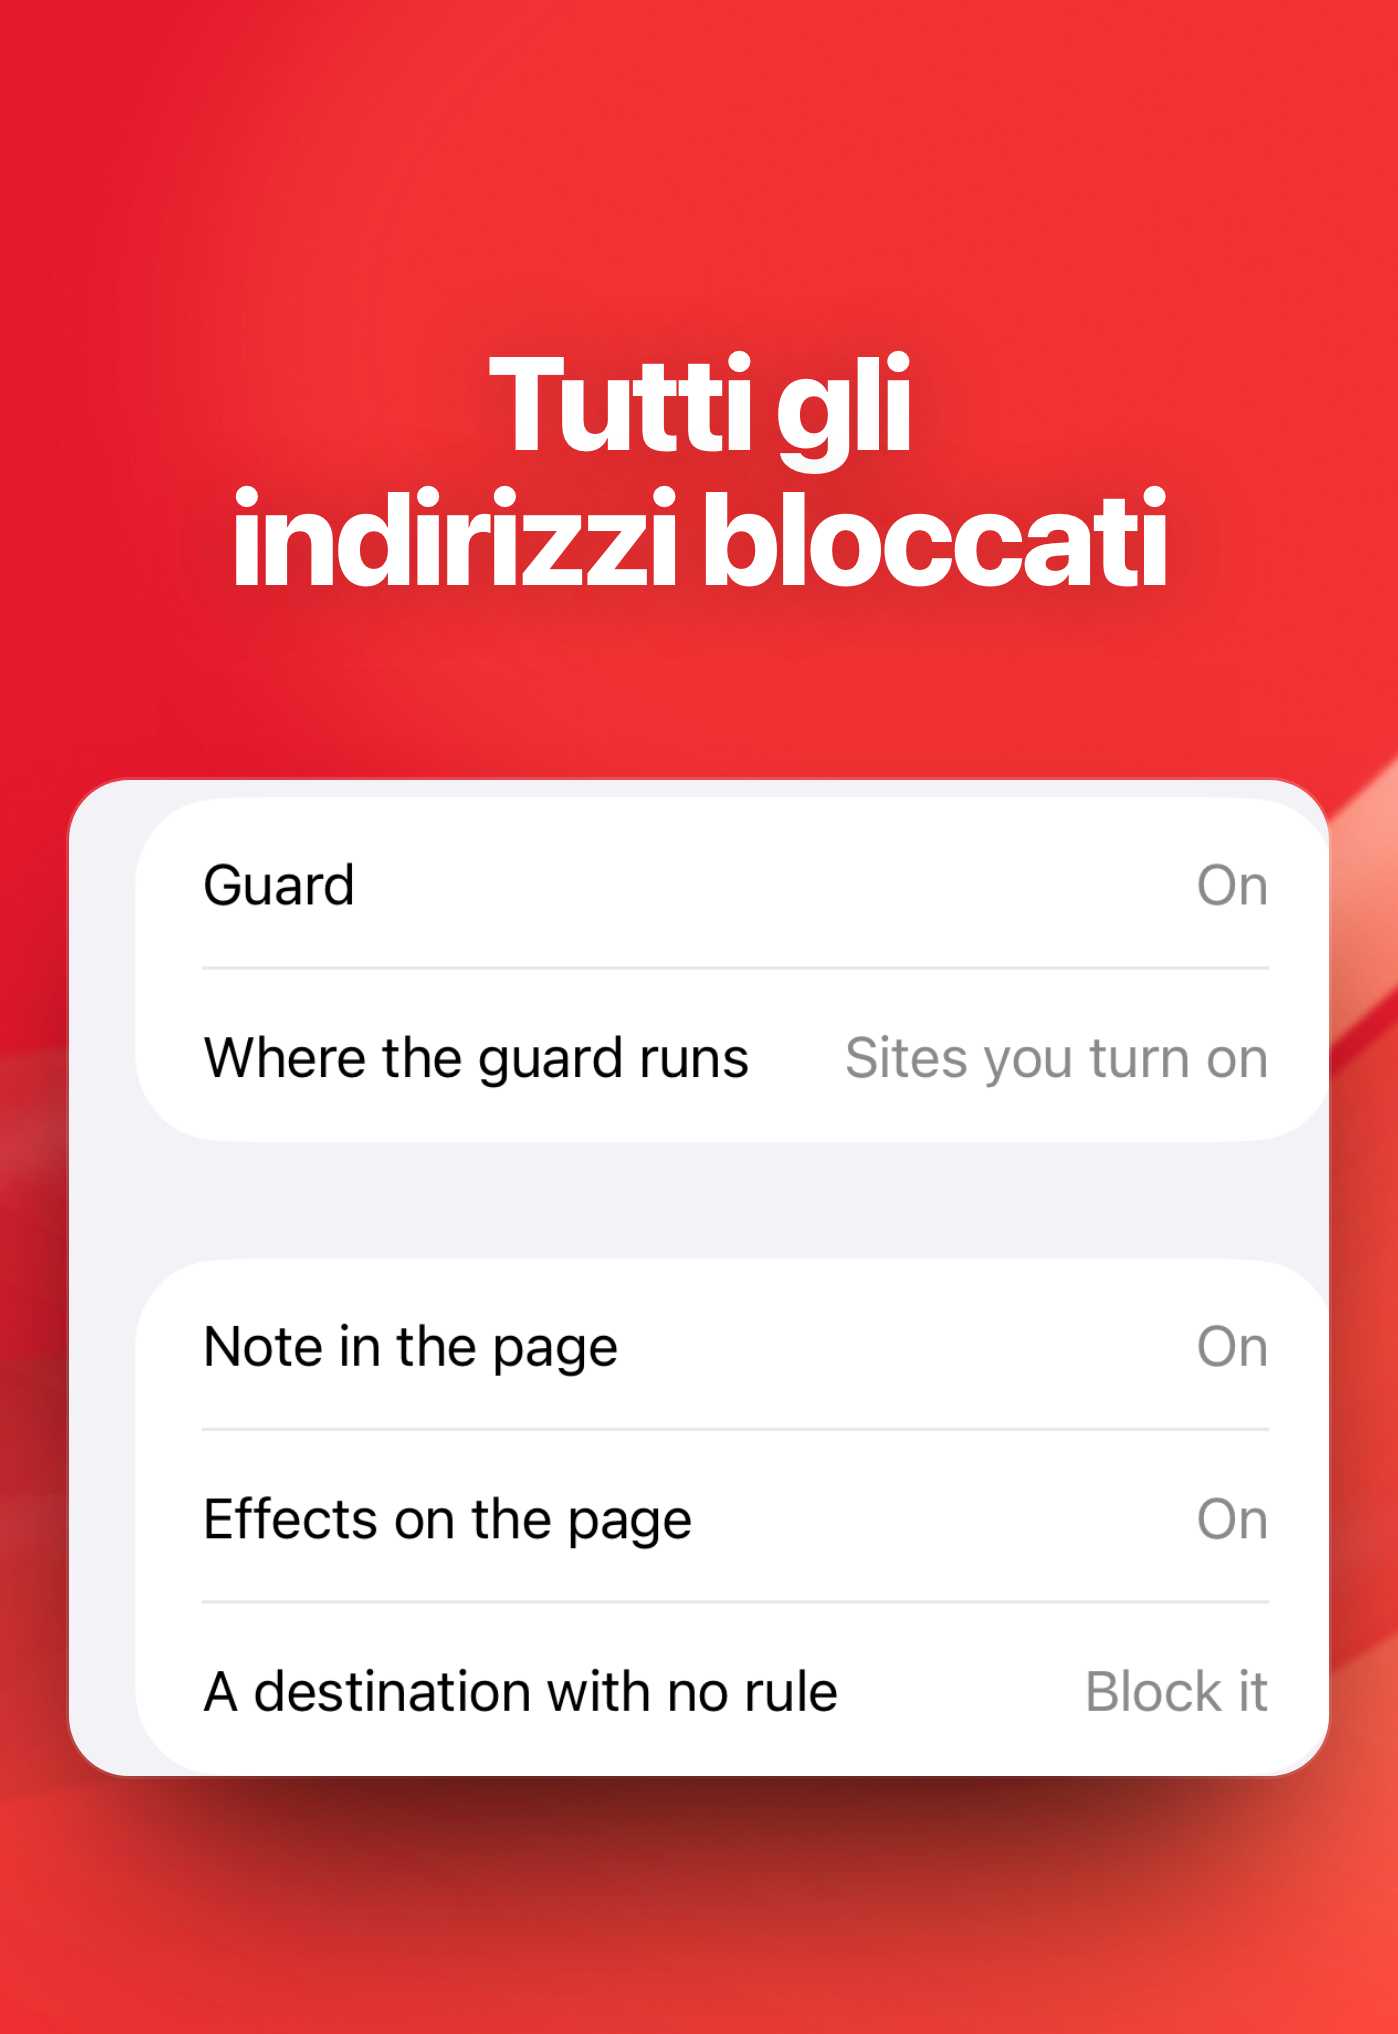 Tutti gli
indirizzi bloccati
Guard On
Where the guard runs Sites you turn on
Note in the page On
Effects on the page On
A destination with no rule Block it